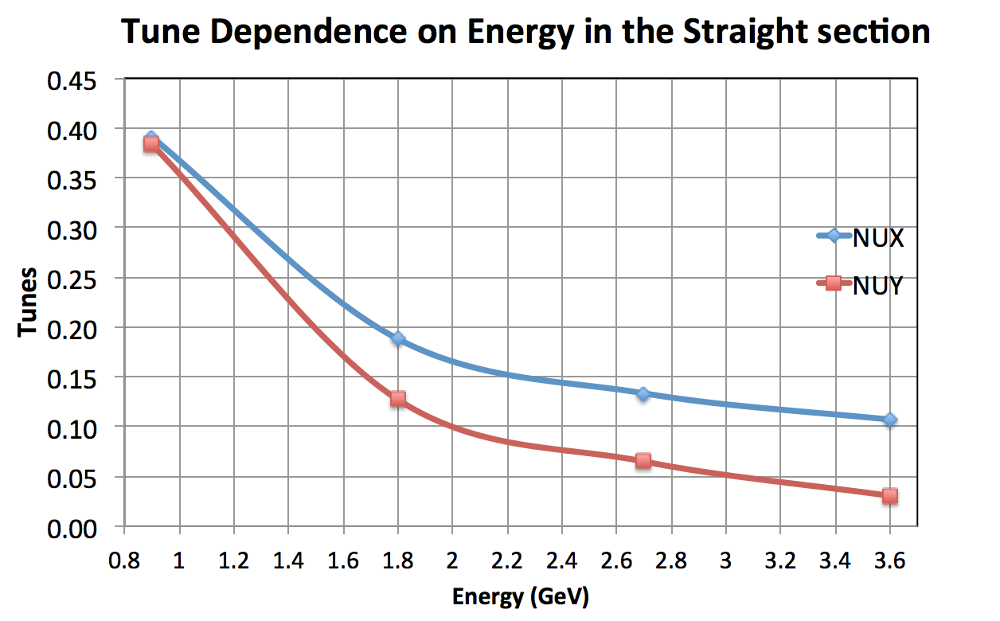 Tune Dependence on Energy in the Straight section
0.45
0.40
0.35
0.30
0.25
0.20
0.15
0.10
0.05
0.00
Tunes
NUX
NUY
0.8 1 1.2 1.4 1.6 1.8 2 2.2 2.4 2.6 2.8 3 3.2 3.4 3.6
Energy (GeV)